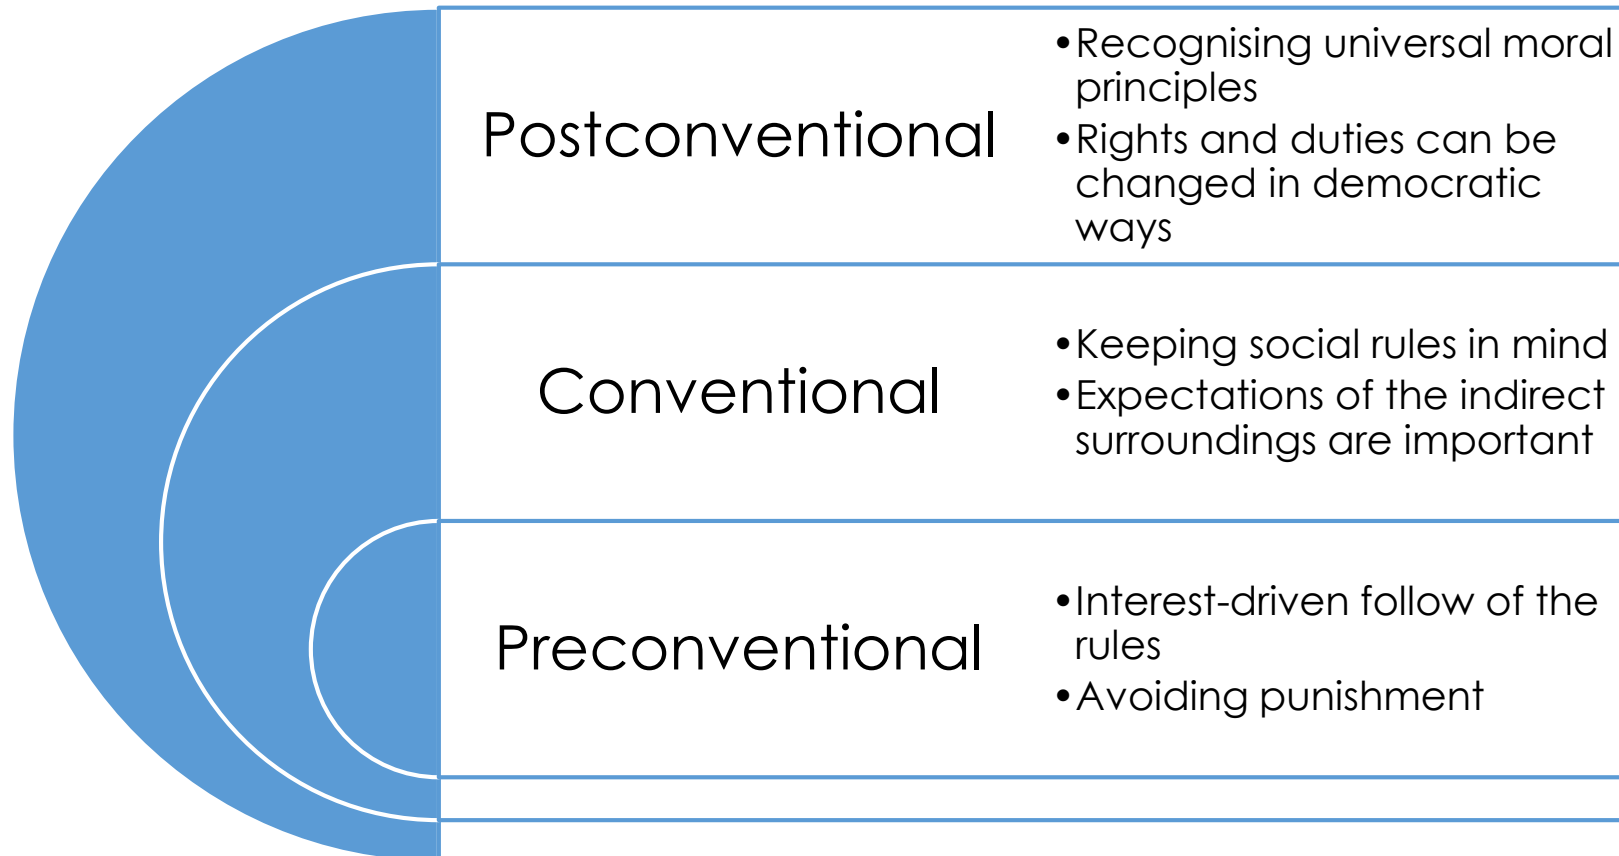 Postconventional
•Recognising universal moral
principles
•Rights and duties can be
changed in democratic
ways
Conventional
•Keeping social rules in mind
•Expectations of the indirect
surroundings are important
Preconventional
•Interest-driven follow of the
rules
•Avoiding punishment